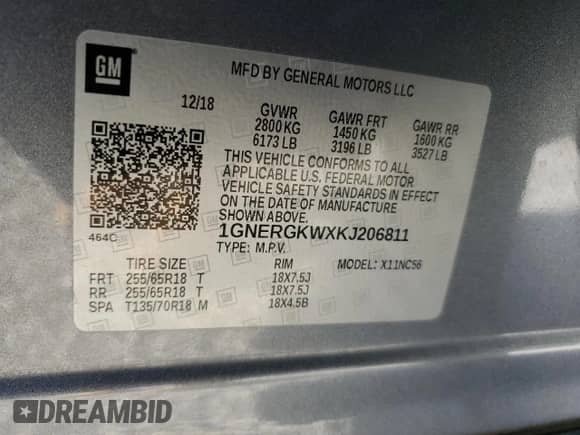 GM
MFD BY GENERAL MOTORS LLC
12/18 GVWR GAWR FRT GAWR RR
2800 KG 1450 KG 1600 KG
6173 LB 3196 LB 3527 LB
THIS VEHICLE CONFORMS TO ALL
APPLICABLE U.S. FEDERAL MOTOR
VEHICLE SAFETY STANDARDS IN EFFECT
ON THE DATE OF MANUFACTURE
SHOWN ABOVE.
464C 1GNERGKWXKJ206811
TYPE: M.P.V. MODEL: X11NC56
TIRE SIZE RIM
FRT 255/65R18 T 18X7.5J
RR 255/65R18 T 18X7.5J
SPA T135/70R18 M 18X4.5B
DREAMBID